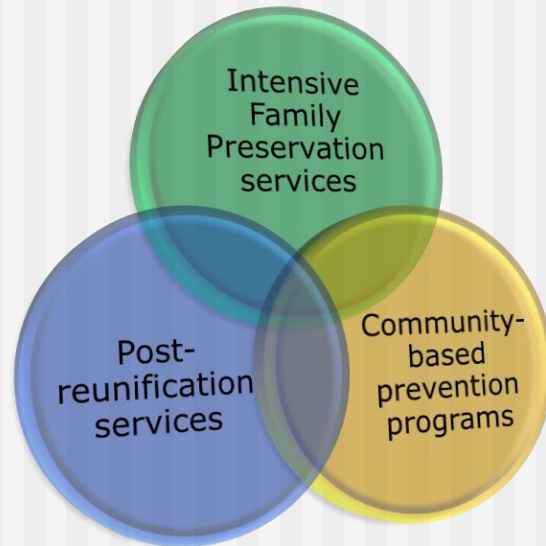 Intensive
Family
Preservation
services
Post-
reunification
services
Community-
based
prevention
programs